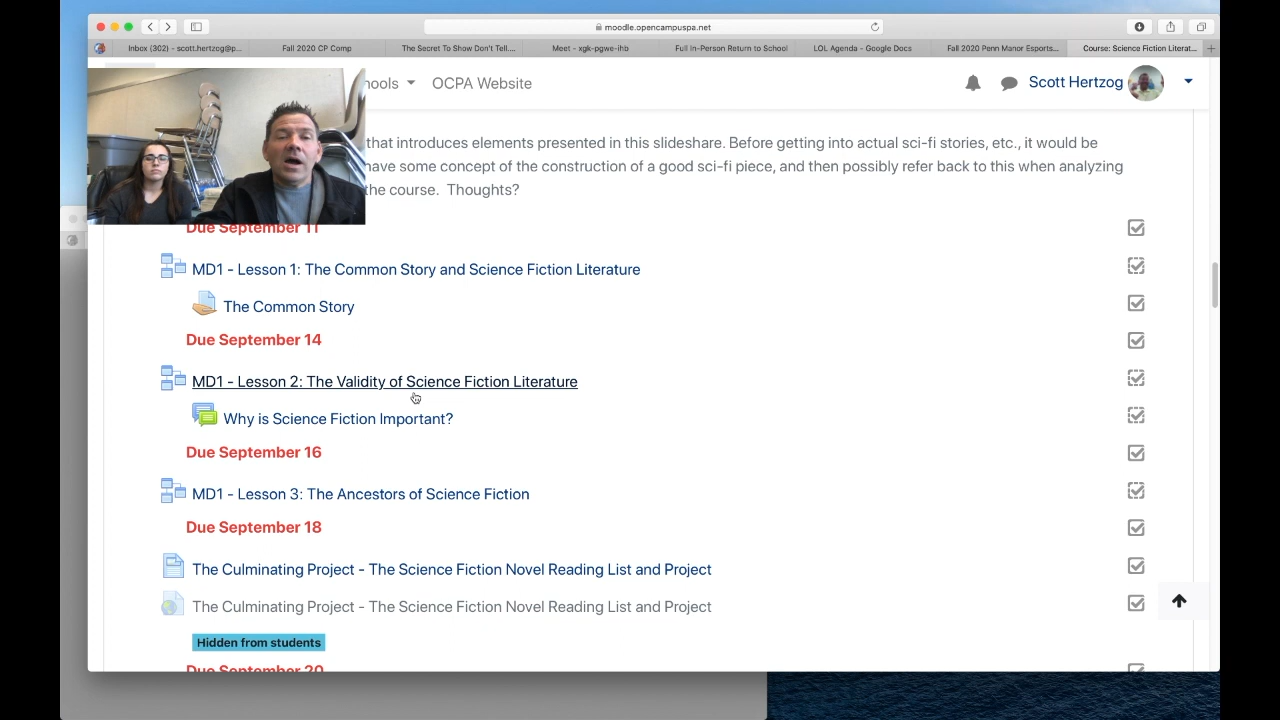 moodle.opencampuspa.net
Inbox (302) - scott.hertzog@p...
Fall 2020 CP Comp
The Secret To Show Don't Tell....
Meet - xgk-pgwe-ihb
Full In-Person Return to School
LOL Agenda - Google Docs
Fall 2020 Penn Manor Esports...
Course: Science Fiction Literat...
hools
OCPA Website
Scott Hertzog
that introduces elements presented in this slideshare. Before getting into actual sci-fi stories, etc., it would be
have some concept of the construction of a good sci-fi piece, and then possibly refer back to this when analyzing
the course. Thoughts?
Due September 11
MD1 - Lesson 1: The Common Story and Science Fiction Literature
The Common Story
Due September 14
MD1 - Lesson 2: The Validity of Science Fiction Literature
Why is Science Fiction Important?
Due September 16
MD1 - Lesson 3: The Ancestors of Science Fiction
Due September 18
The Culminating Project - The Science Fiction Novel Reading List and Project
The Culminating Project - The Science Fiction Novel Reading List and Project
Hidden from students
Due September 20